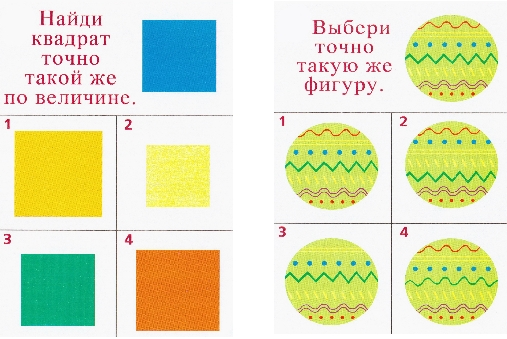 Найди
квадрат
точно
такой же
по величине.
1
2
3
4
Выбери
точно
такую же
фигуру.
1
2
3
4